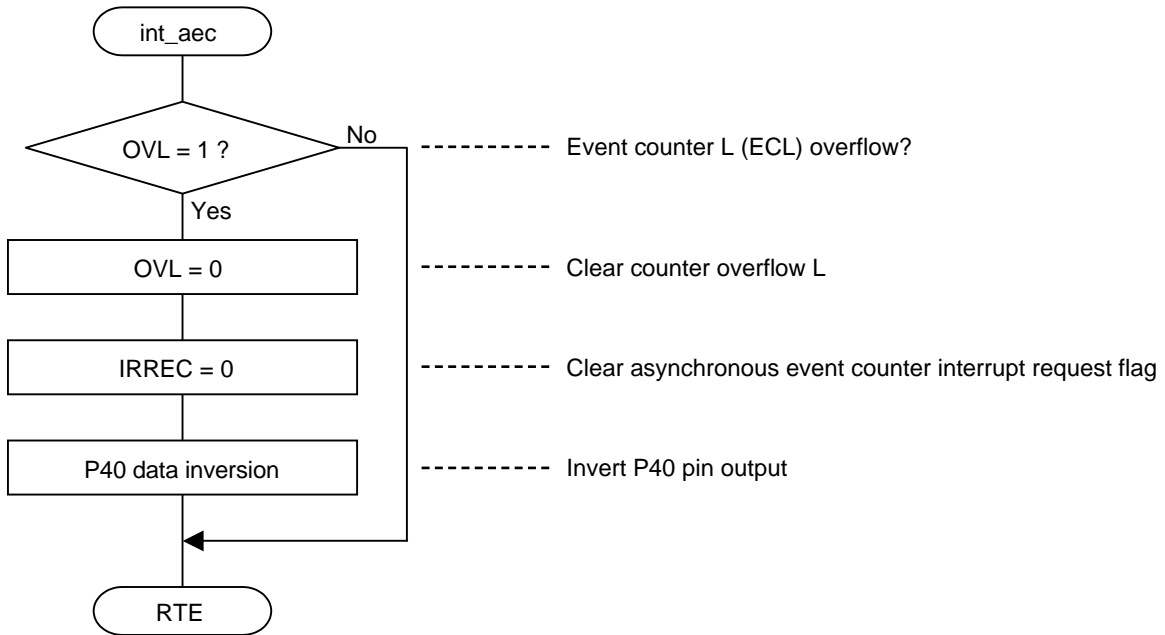 int_aec
OVL = 1 ?
No
Event counter L (ECL) overflow?
Yes
OVL = 0
Clear counter overflow L
IRREC = 0
Clear asynchronous event counter interrupt request flag
P40 data inversion
Invert P40 pin output
RTE